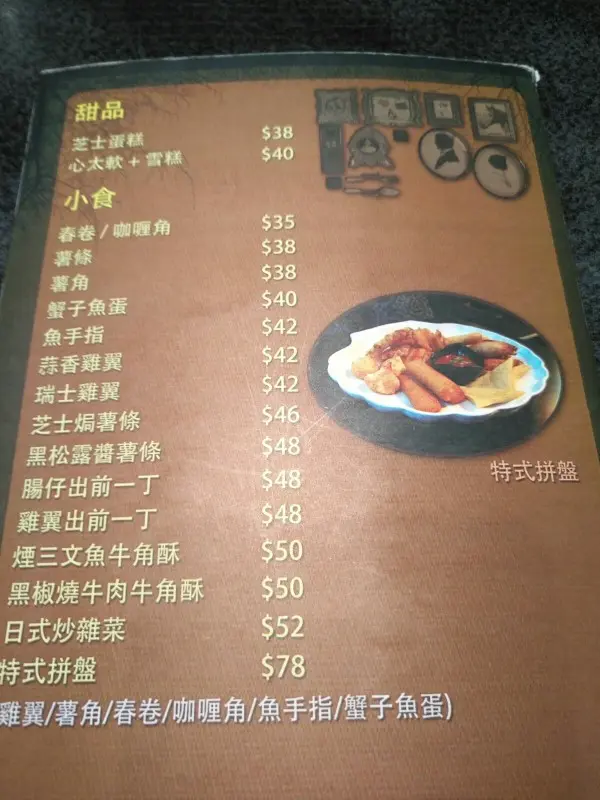 甜品
芝士蛋糕 $38
心太軟 + 雪糕 $40
小食
春卷 / 咖喱角 $35
薯條 $38
薯角 $38
蟹子魚蛋 $40
魚手指 $42
蒜香雞翼 $42
瑞士雞翼 $42
芝士焗薯條 $46
黑松露醬薯條 $48
腸仔出前一丁 $48
雞翼出前一丁 $48
煙三文魚牛角酥 $50
黑椒燒牛肉牛角酥 $50
日式炒雜菜 $52
特式拼盤 $78
雞翼/薯角/春卷/咖喱角/魚手指/蟹子魚蛋)
特式拼盤